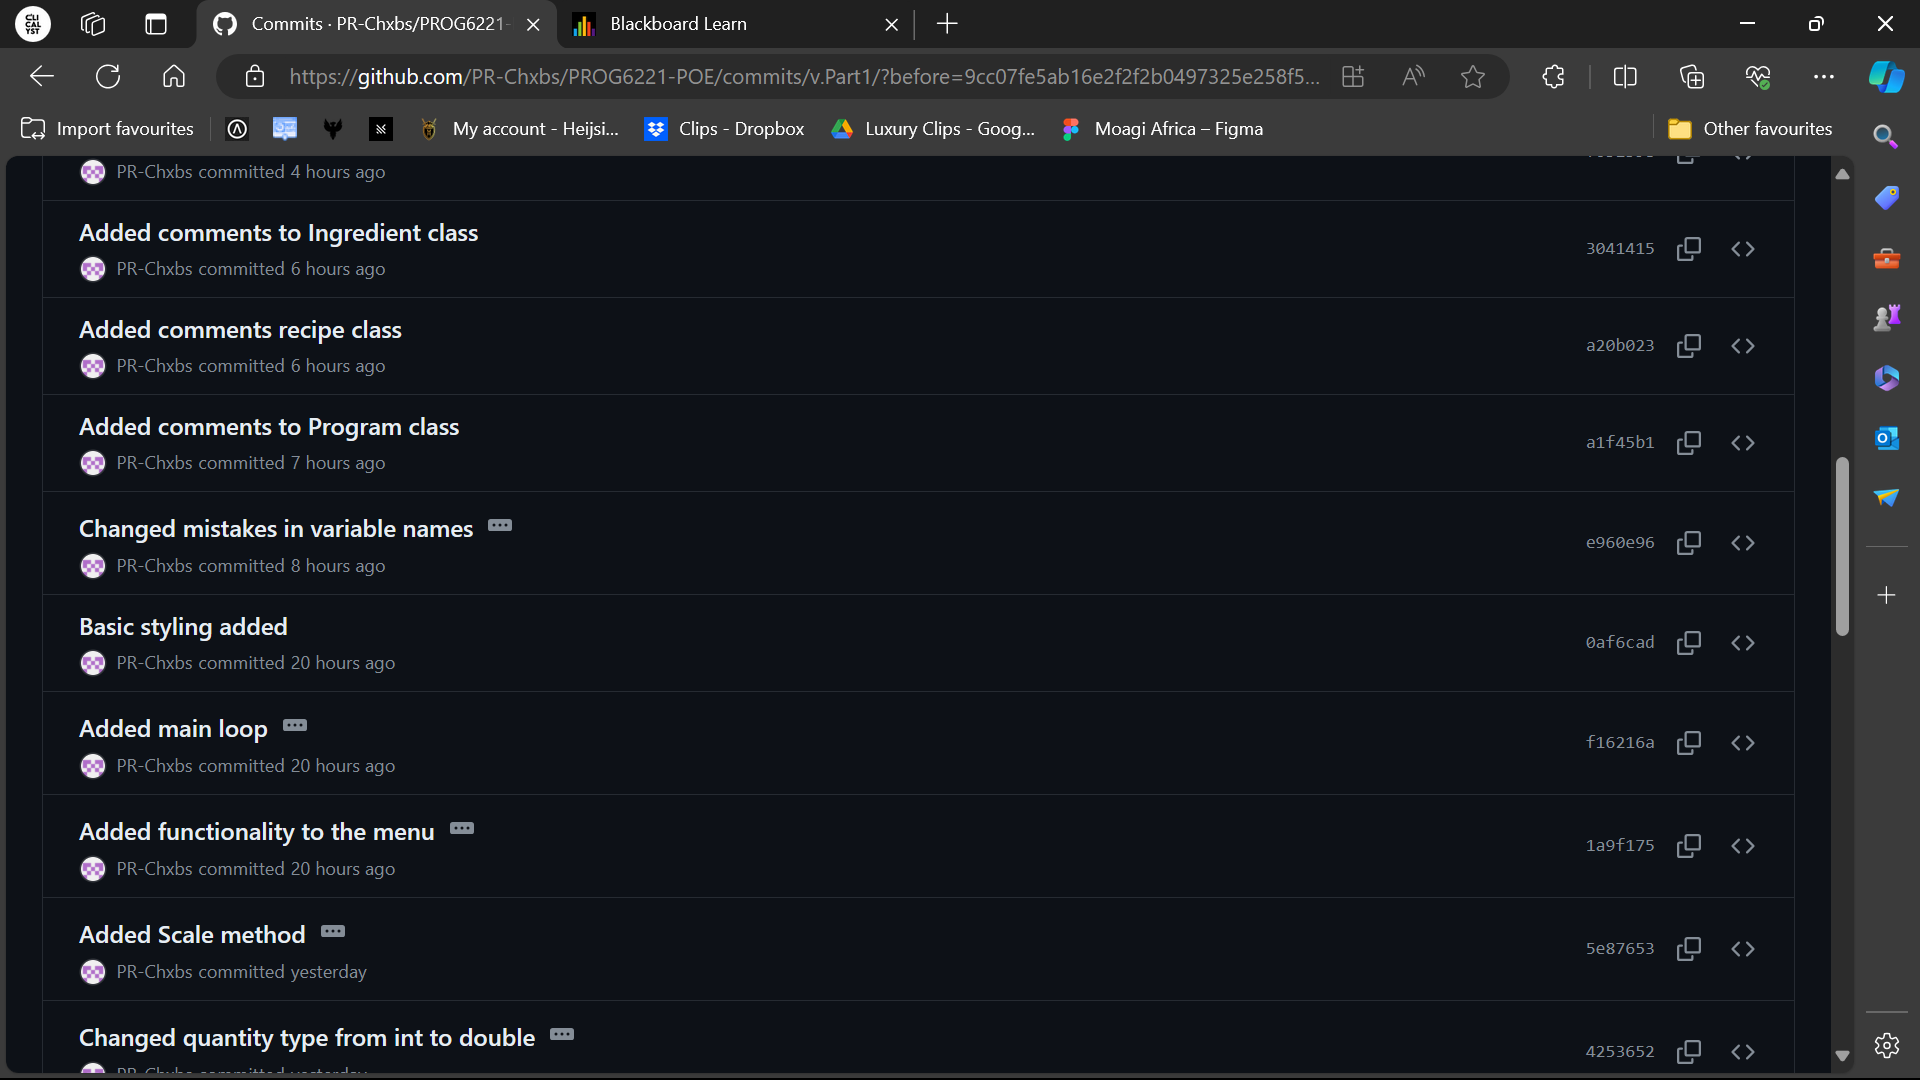 CLI
CAL
YST
Commits · PR-Chxbs/PROG6221-
Blackboard Learn
https://github.com/PR-Chxbs/PROG6221-POE/commits/v.Part1/?before=9cc07fe5ab16e2f2f2b0497325e258f5...
Import favourites
My account - Heijsi...
Clips - Dropbox
Luxury Clips - Goog...
Moagi Africa – Figma
Other favourites
PR-Chxbs committed 4 hours ago
Added comments to Ingredient class
3041415
PR-Chxbs committed 6 hours ago
Added comments recipe class
a20b023
PR-Chxbs committed 6 hours ago
Added comments to Program class
a1f45b1
PR-Chxbs committed 7 hours ago
Changed mistakes in variable names
e960e96
PR-Chxbs committed 8 hours ago
Basic styling added
0af6cad
PR-Chxbs committed 20 hours ago
Added main loop
f16216a
PR-Chxbs committed 20 hours ago
Added functionality to the menu
1a9f175
PR-Chxbs committed 20 hours ago
Added Scale method
5e87653
PR-Chxbs committed yesterday
Changed quantity type from int to double
4253652
PR-Chxbs committed yesterday